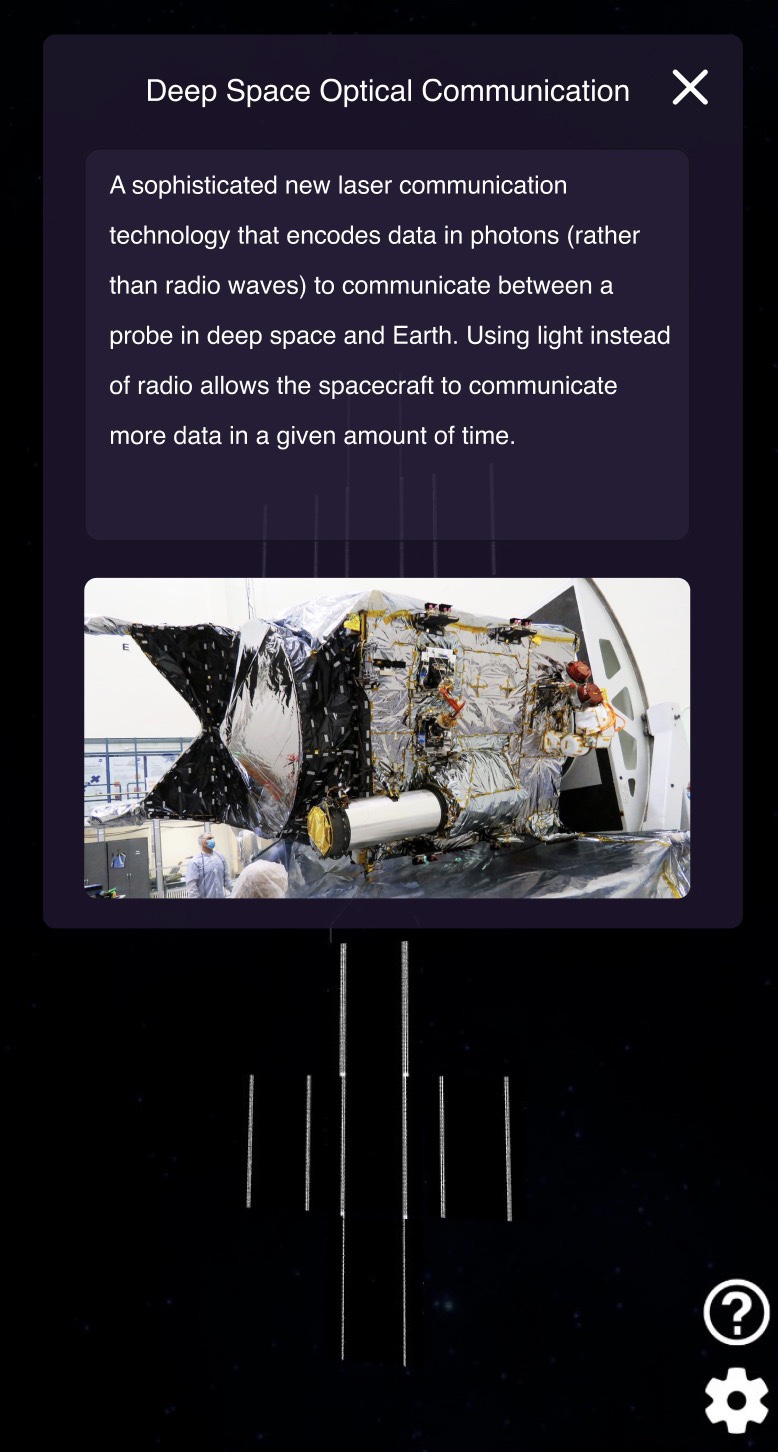 Deep Space Optical Communication
A sophisticated new laser communication
technology that encodes data in photons (rather
than radio waves) to communicate between a
probe in deep space and Earth. Using light instead
of radio allows the spacecraft to communicate
more data in a given amount of time.
E
?